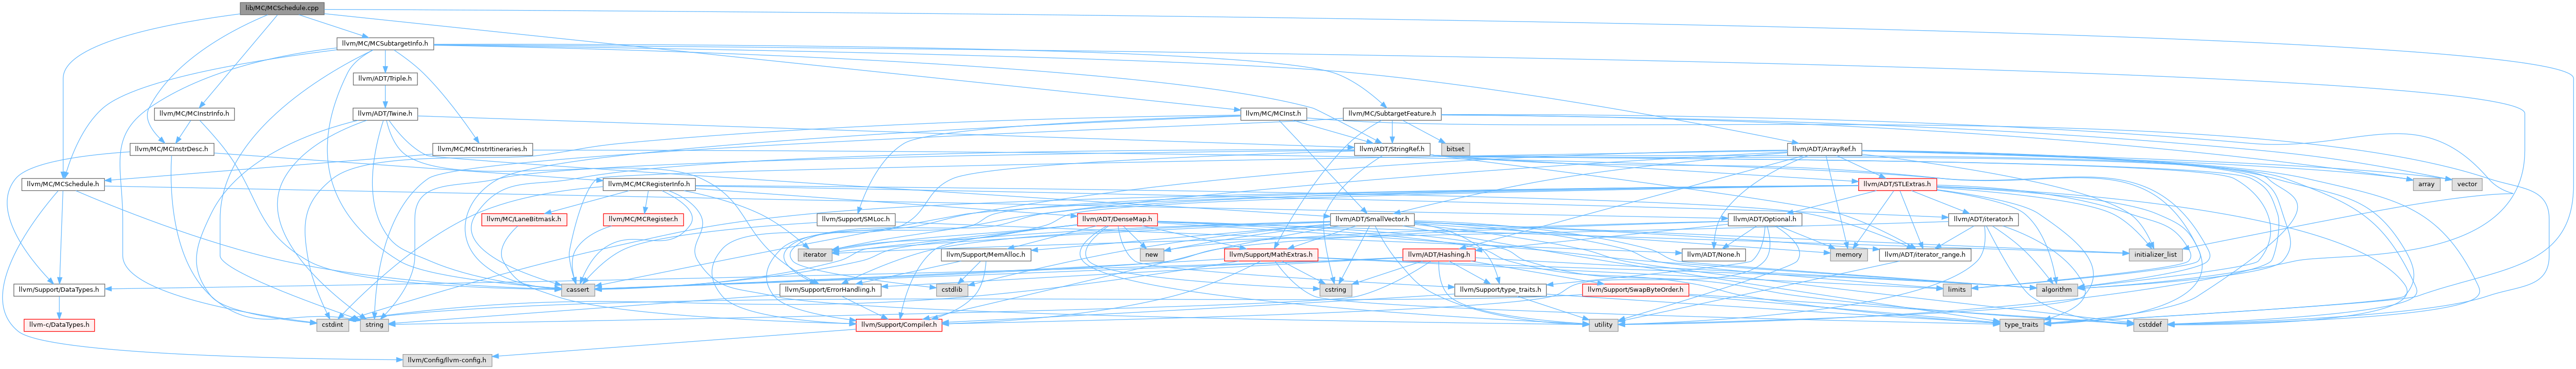 lib/MC/MCSchedule.cpp
llvm/MC/MCSubtargetInfo.h
llvm/ADT/Triple.h
llvm/MC/MCInstrInfo.h
llvm/ADT/Twine.h
llvm/MC/MCInst.h
llvm/MC/SubtargetFeature.h
llvm/MC/MCInstrDesc.h
llvm/MC/MCInstrItineraries.h
llvm/ADT/StringRef.h
bitset
llvm/ADT/ArrayRef.h
llvm/MC/MCSchedule.h
llvm/MC/MCRegisterInfo.h
llvm/ADT/STLExtras.h
array
vector
llvm/MC/LaneBitmask.h
llvm/MC/MCRegister.h
llvm/Support/SMLoc.h
llvm/ADT/DenseMap.h
llvm/ADT/SmallVector.h
llvm/ADT/Optional.h
llvm/ADT/iterator.h
iterator
llvm/Support/MemAlloc.h
new
llvm/Support/MathExtras.h
llvm/ADT/Hashing.h
llvm/ADT/None.h
memory
llvm/ADT/iterator_range.h
initializer_list
llvm/Support/DataTypes.h
cassert
llvm/Support/ErrorHandling.h
cstdlib
cstring
llvm/Support/type_traits.h
llvm/Support/SwapByteOrder.h
limits
algorithm
llvm-c/DataTypes.h
cstdint
string
llvm/Support/Compiler.h
utility
type_traits
cstddef
llvm/Config/llvm-config.h